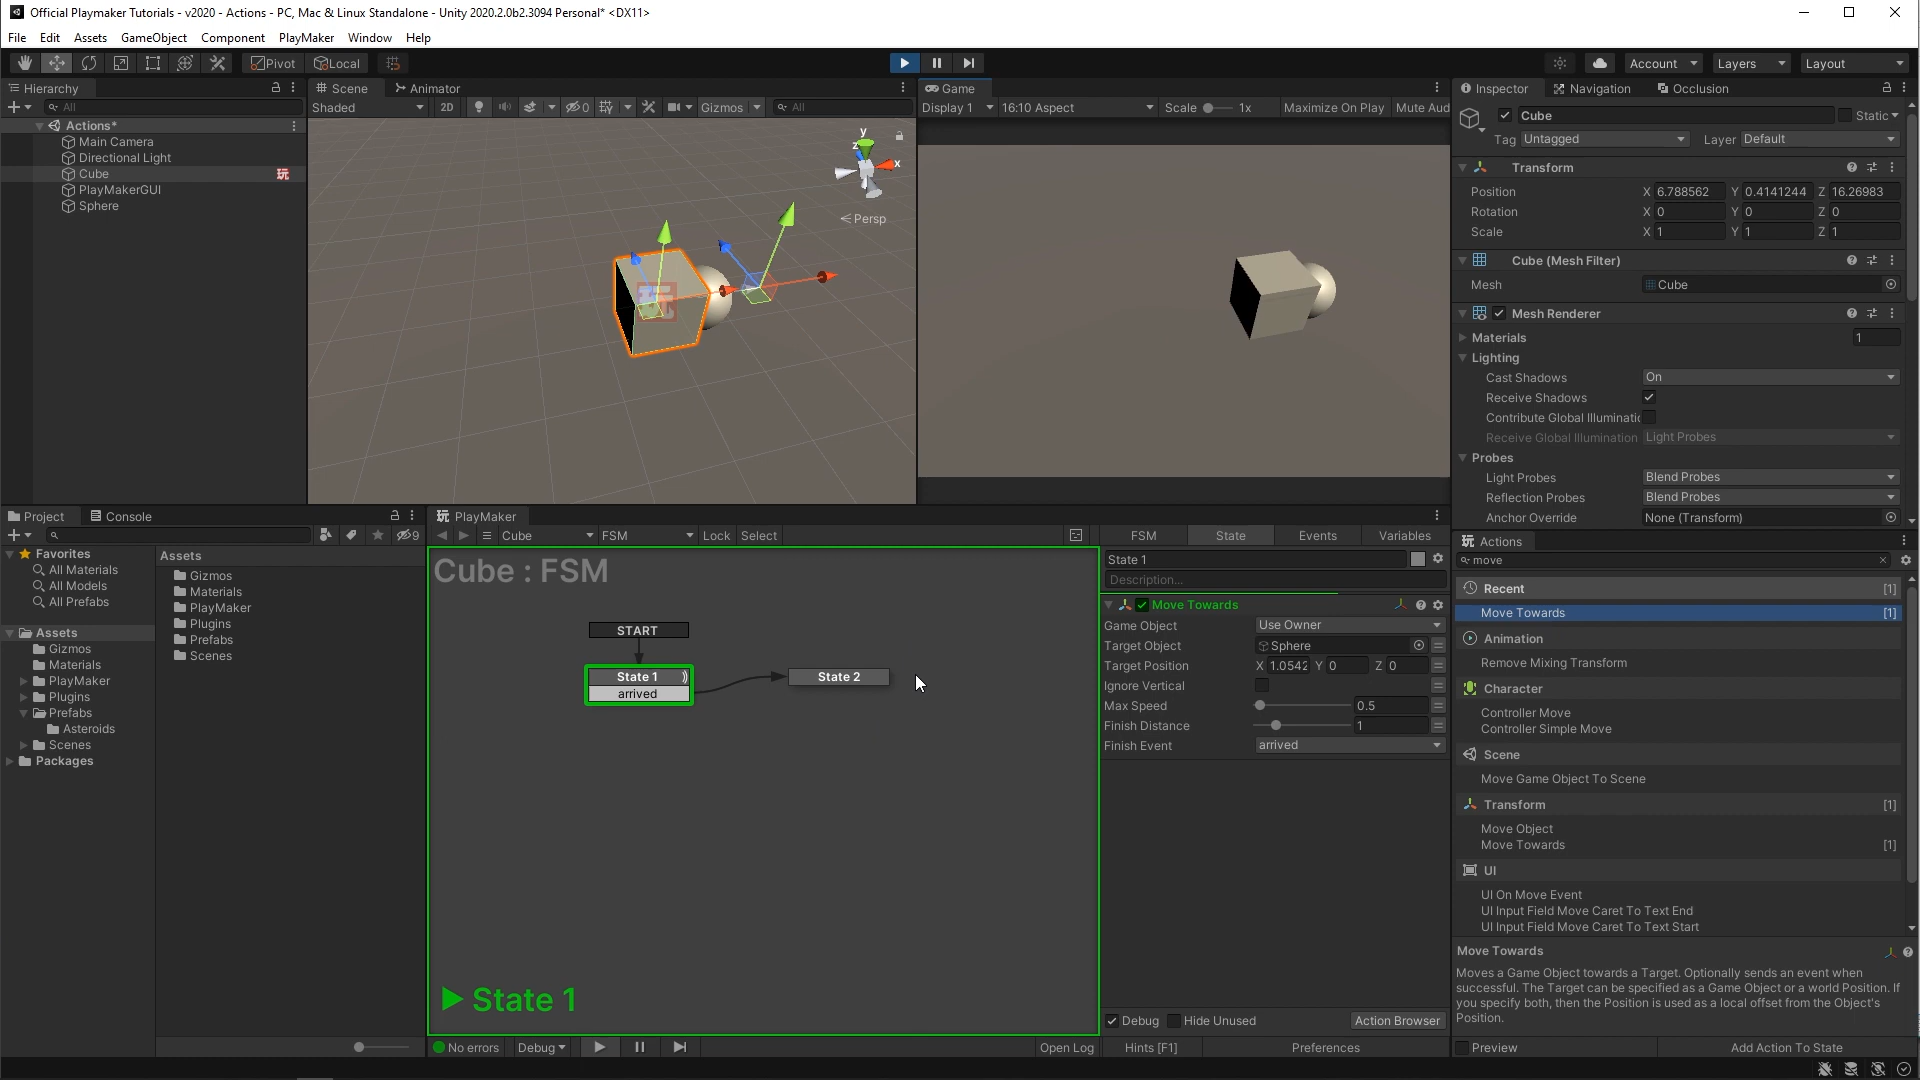 Official Playmaker Tutorials - v2020 - Actions - PC, Mac & Linux Standalone - Unity 2020.2.0b2.3094 Personal* <DX11>
File Edit Assets GameObject Component PlayMaker Window Help
Pivot Local Account Layers Layout
Hierarchy
All
Actions*
Main Camera
Directional Light
Cube 玩
PlayMakerGUI
Sphere
Scene Animator
Shaded 2D 0 Gizmos All
y
z
x
Persp
玩
Game
Display 1 16:10 Aspect Scale 1x Maximize On Play Mute Aud
Inspector Navigation Occlusion
Cube Static
Tag Untagged Layer Default
Transform
Position X 6.788562 Y 0.4141244 Z 16.26983
Rotation X 0 Y 0 Z 0
Scale X 1 Y 1 Z 1
Cube (Mesh Filter)
Mesh Cube
Mesh Renderer
Materials 1
Lighting
Cast Shadows On
Receive Shadows
Contribute Global Illuminatic
Receive Global Illumination Light Probes
Probes
Light Probes Blend Probes
Reflection Probes Blend Probes
Anchor Override None (Transform)
Project Console
9
Favorites
All Materials
All Models
All Prefabs
Assets
Gizmos
Materials
PlayMaker
Plugins
Prefabs
Asteroids
Scenes
Packages
Assets
Gizmos
Materials
PlayMaker
Plugins
Prefabs
Scenes
玩 PlayMaker
Cube FSM Lock Select
Cube : FSM
START
State 1
arrived
State 2
State 1
No errors Debug Open Log
FSM State Events Variables
State 1
Description...
Move Towards
Game Object Use Owner
Target Object Sphere
Target Position X 1.0542 Y 0 Z 0
Ignore Vertical
Max Speed 0.5
Finish Distance 1
Finish Event arrived
Debug Hide Unused Action Browser
Hints [F1] Preferences
玩 Actions
move
Recent [1]
Move Towards [1]
Animation
Remove Mixing Transform
Character
Controller Move
Controller Simple Move
Scene
Move Game Object To Scene
Transform [1]
Move Object
Move Towards [1]
UI
UI On Move Event
UI Input Field Move Caret To Text End
UI Input Field Move Caret To Text Start
Move Towards
Moves a Game Object towards a Target. Optionally sends an event when
successful. The Target can be specified as a Game Object or a world Position. If
you specify both, then the Position is used as a local offset from the Object's
Position.
Preview Add Action To State